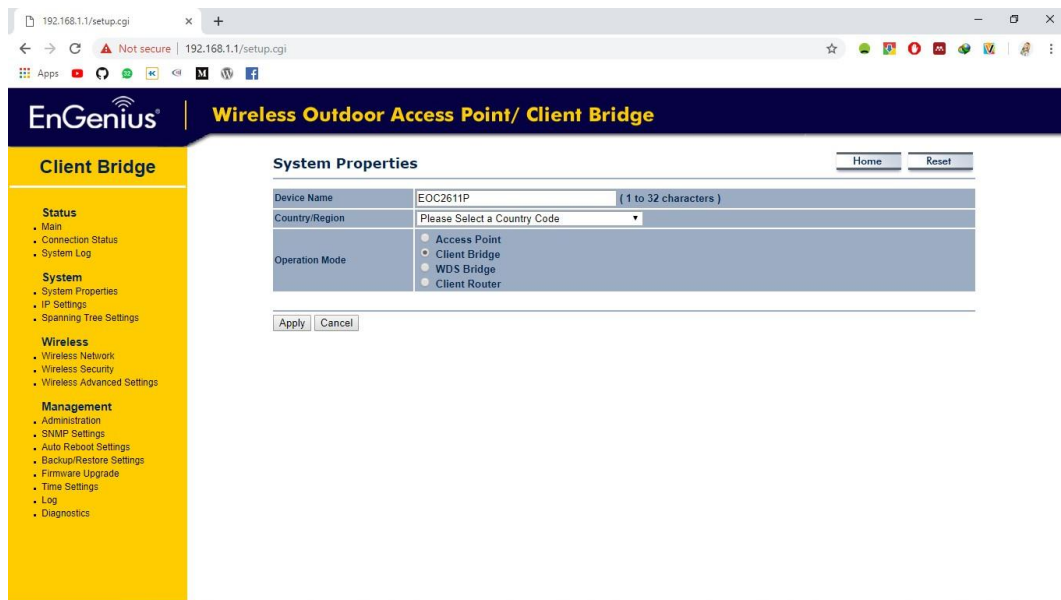 192.168.1.1/setup.cgi
Not secure | 192.168.1.1/setup.cgi
Apps
EnGenius®
Wireless Outdoor Access Point/ Client Bridge
Client Bridge
Status
Main
Connection Status
System Log
System
System Properties
IP Settings
Spanning Tree Settings
Wireless
Wireless Network
Wireless Security
Wireless Advanced Settings
Management
Administration
SNMP Settings
Auto Reboot Settings
Backup/Restore Settings
Firmware Upgrade
Time Settings
Log
Diagnostics
System Properties
Home Reset
Device Name EOC2611P ( 1 to 32 characters )
Country/Region Please Select a Country Code
Operation Mode
Access Point
Client Bridge
WDS Bridge
Client Router
Apply Cancel